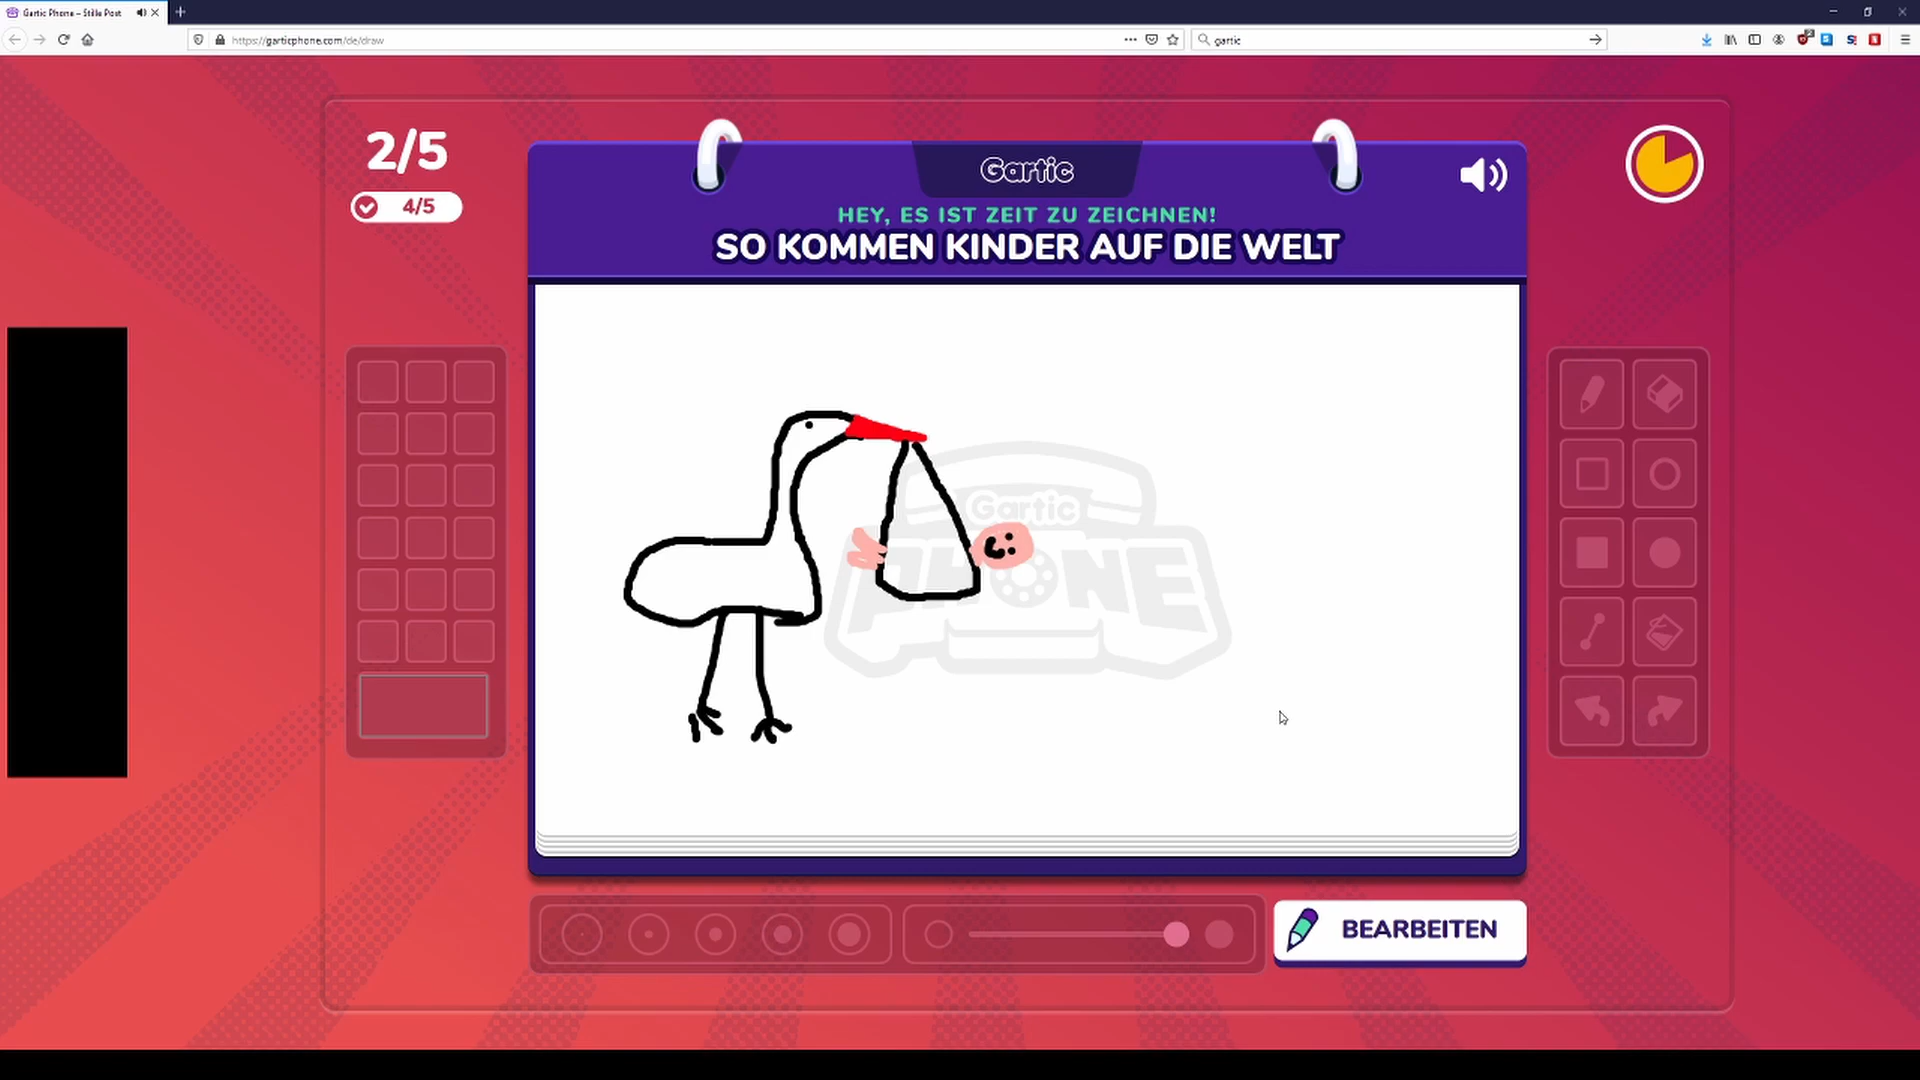 Gartic Phone – Stille Post
https://garticphone.com/de/draw
gartic
2/5
4/5
Gartic
HEY, ES IST ZEIT ZU ZEICHNEN!
SO KOMMEN KINDER AUF DIE WELT
Gartic
PHONE
BEARBEITEN